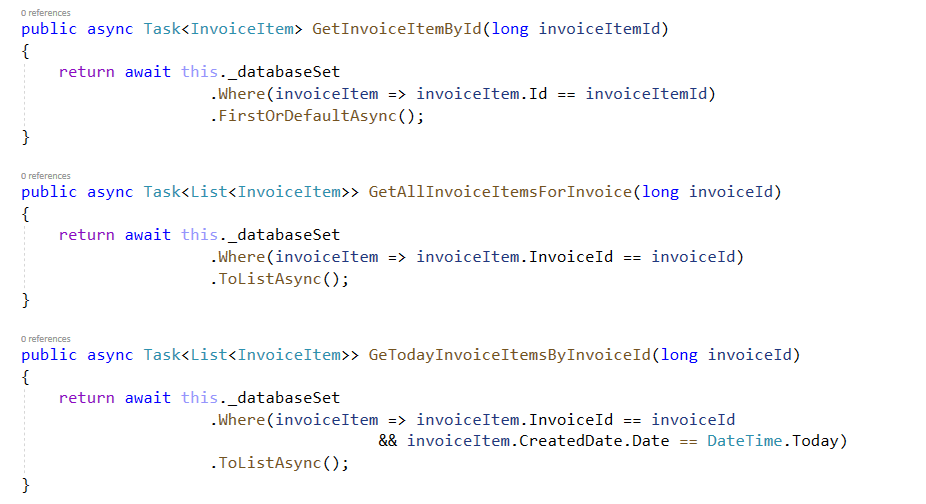 0 references
public async Task<InvoiceItem> GetInvoiceItemById(long invoiceItemId)
{
    return await this._databaseSet
                    .Where(invoiceItem => invoiceItem.Id == invoiceItemId)
                    .FirstOrDefaultAsync();
}
0 references
public async Task<List<InvoiceItem>> GetAllInvoiceItemsForInvoice(long invoiceId)
{
    return await this._databaseSet
                    .Where(invoiceItem => invoiceItem.InvoiceId == invoiceId)
                    .ToListAsync();
}
0 references
public async Task<List<InvoiceItem>> GeTodayInvoiceItemsByInvoiceId(long invoiceId)
{
    return await this._databaseSet
                    .Where(invoiceItem => invoiceItem.InvoiceId == invoiceId
                                      && invoiceItem.CreatedDate.Date == DateTime.Today)
                    .ToListAsync();
}